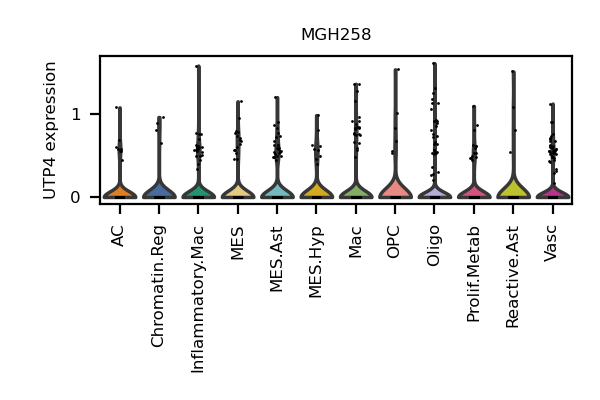 MGH258
UTP4 expression
1
0
AC
Chromatin.Reg
Inflammatory.Mac
MES
MES.Ast
MES.Hyp
Mac
OPC
Oligo
Prolif.Metab
Reactive.Ast
Vasc